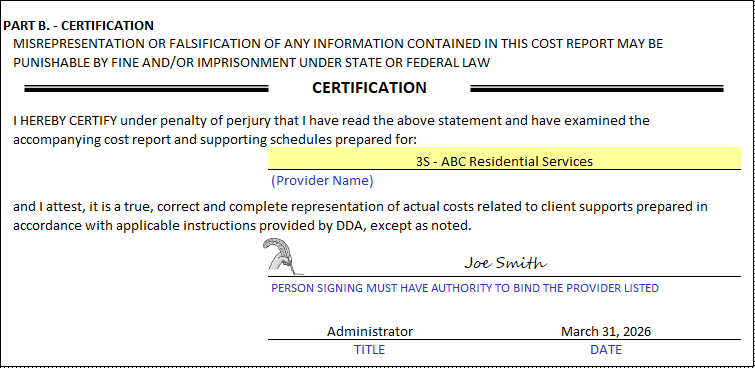 PART B. - CERTIFICATION
MISREPRESENTATION OR FALSIFICATION OF ANY INFORMATION CONTAINED IN THIS COST REPORT MAY BE
PUNISHABLE BY FINE AND/OR IMPRISONMENT UNDER STATE OR FEDERAL LAW
CERTIFICATION
I HEREBY CERTIFY under penalty of perjury that I have read the above statement and have examined the
accompanying cost report and supporting schedules prepared for:
3S - ABC Residential Services
(Provider Name)
and I attest, it is a true, correct and complete representation of actual costs related to client supports prepared in
accordance with applicable instructions provided by DDA, except as noted.
Joe Smith
PERSON SIGNING MUST HAVE AUTHORITY TO BIND THE PROVIDER LISTED
Administrator March 31, 2026
TITLE DATE